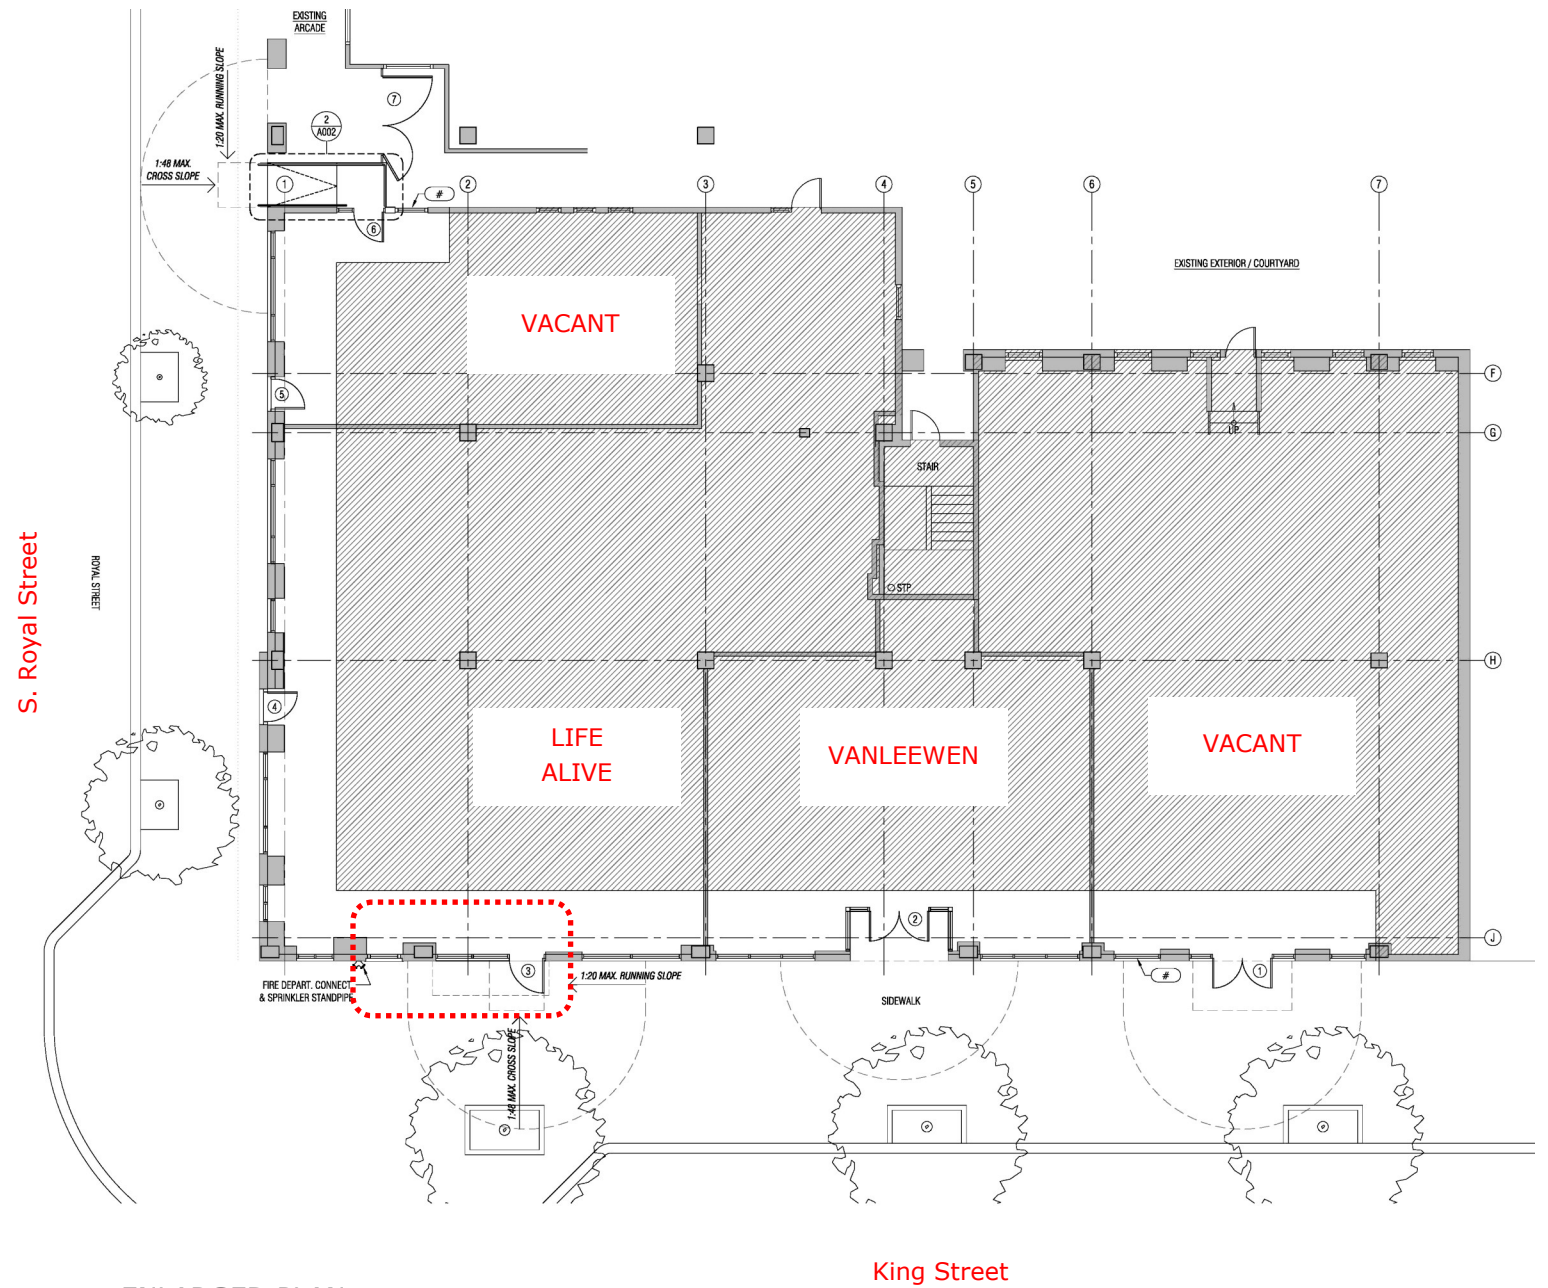 EXISTING
ARCADE
1:20 MAX. RUNNING SLOPE
7
2
A002
1:48 MAX.
CROSS SLOPE
1
2
3
4
5
6
7
#
6
EXISTING EXTERIOR / COURTYARD
VACANT
F
5
G
UP
STAIR
S. Royal Street
ROYAL STREET
STP
H
4
LIFE
ALIVE
VANLEEWEN
VACANT
2
J
3
1
#
1:20 MAX. RUNNING SLOPE
FIRE DEPART. CONNECT
& SPRINKLER STANDPIPE
SIDEWALK
1:48 MAX. CROSS SLOPE
King Street